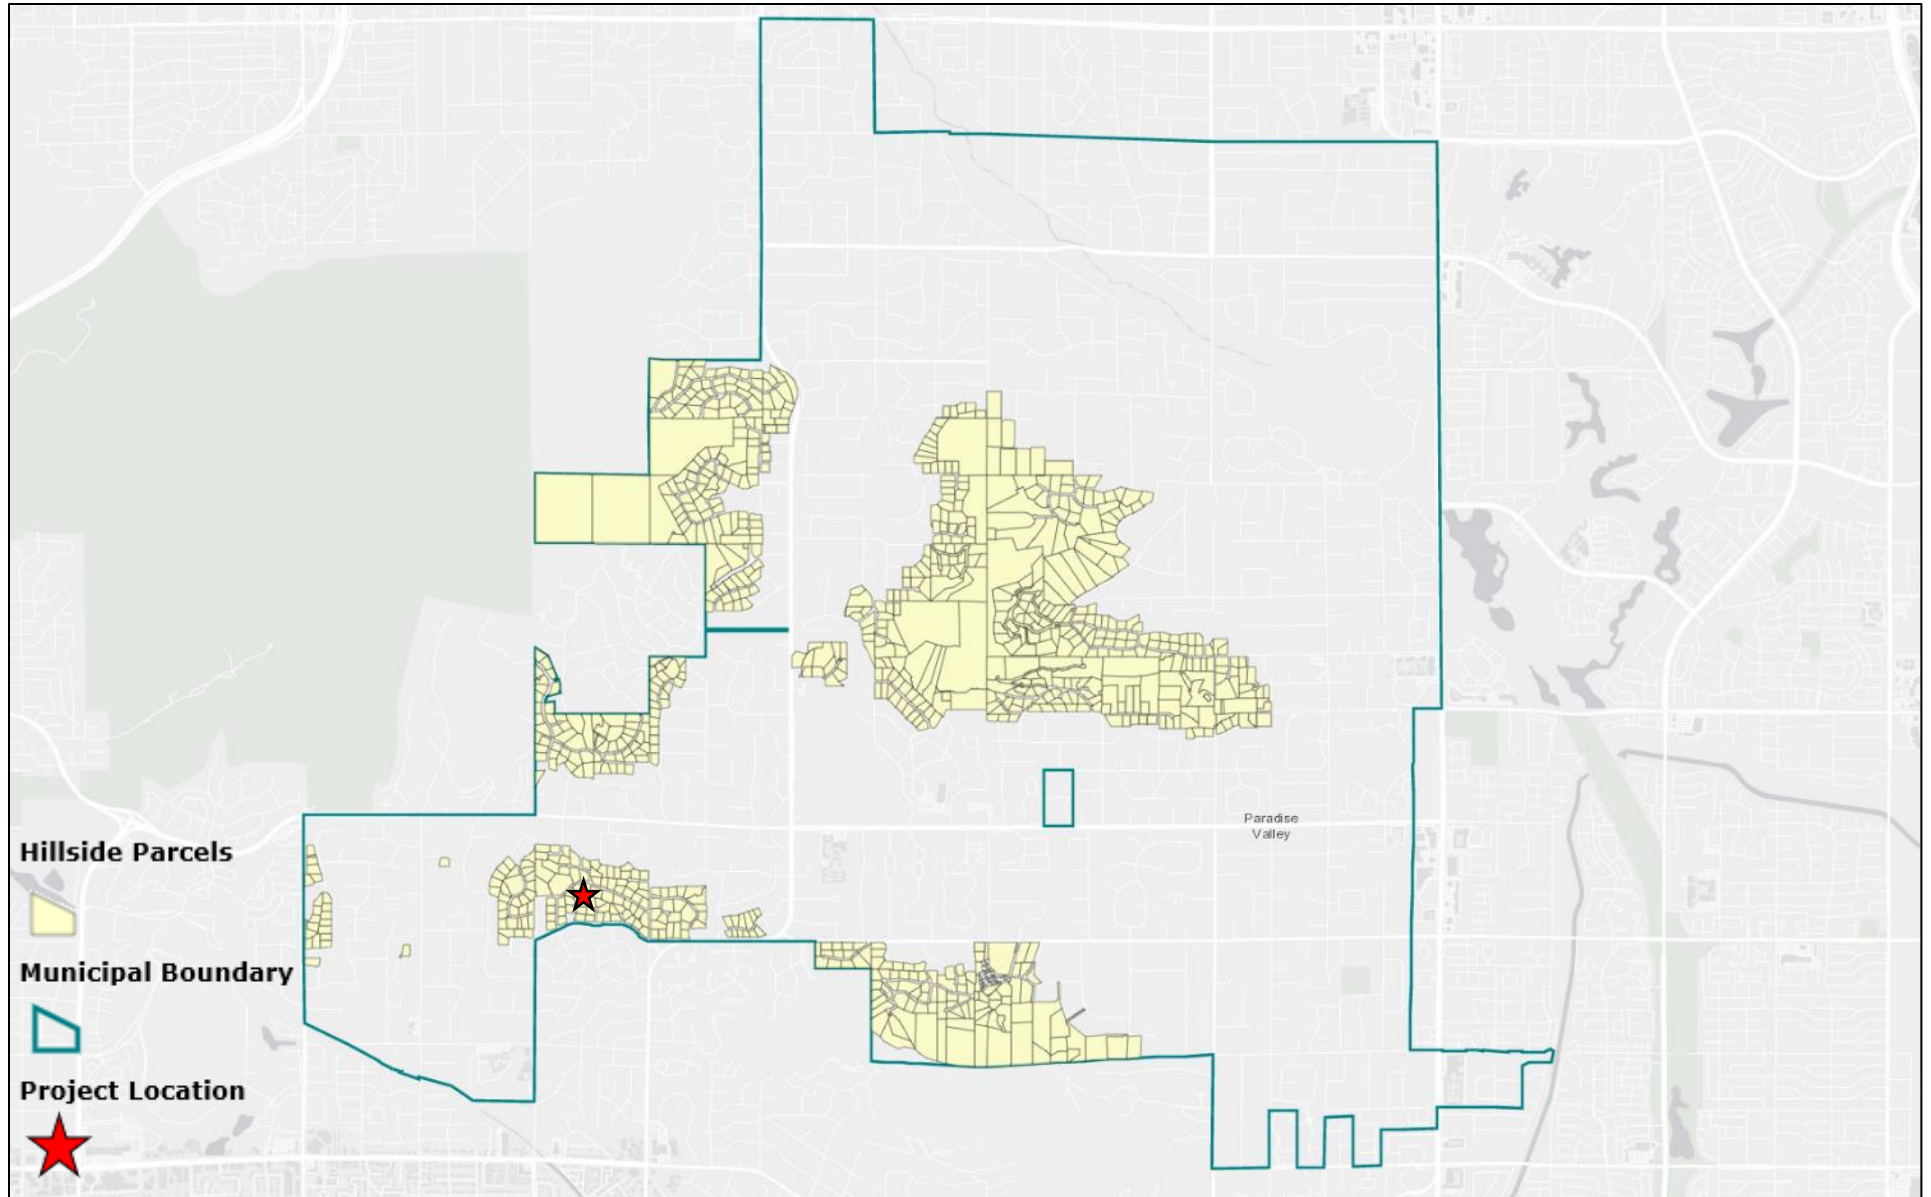 Paradise
Valley
Hillside Parcels
Municipal Boundary
Project Location